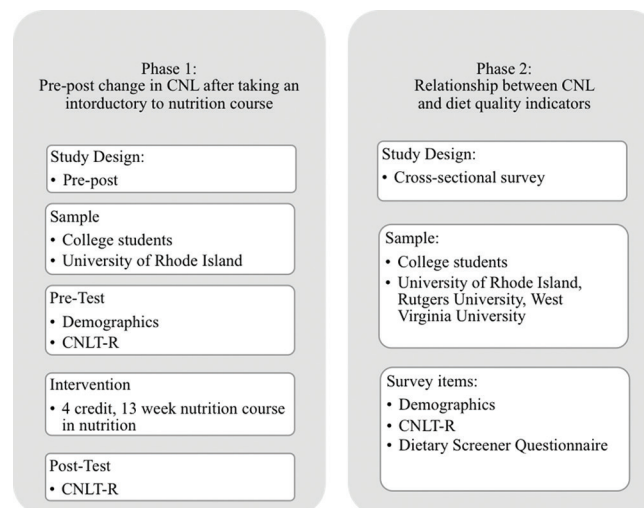 Phase 1:
Pre-post change in CNL after taking an
intorductory to nutrition course
Study Design:
• Pre-post
Sample
• College students
• University of Rhode Island
Pre-Test
• Demographics
• CNLT-R
Intervention
• 4 credit, 13 week nutrition course
in nutrition
Post-Test
• CNLT-R
Phase 2:
Relationship between CNL
and diet quality indicators
Study Design:
• Cross-sectional survey
Sample:
• College students
• University of Rhode Island,
Rutgers University, West
Virginia University
Survey items:
• Demographics
• CNLT-R
• Dietary Screener Questionnaire